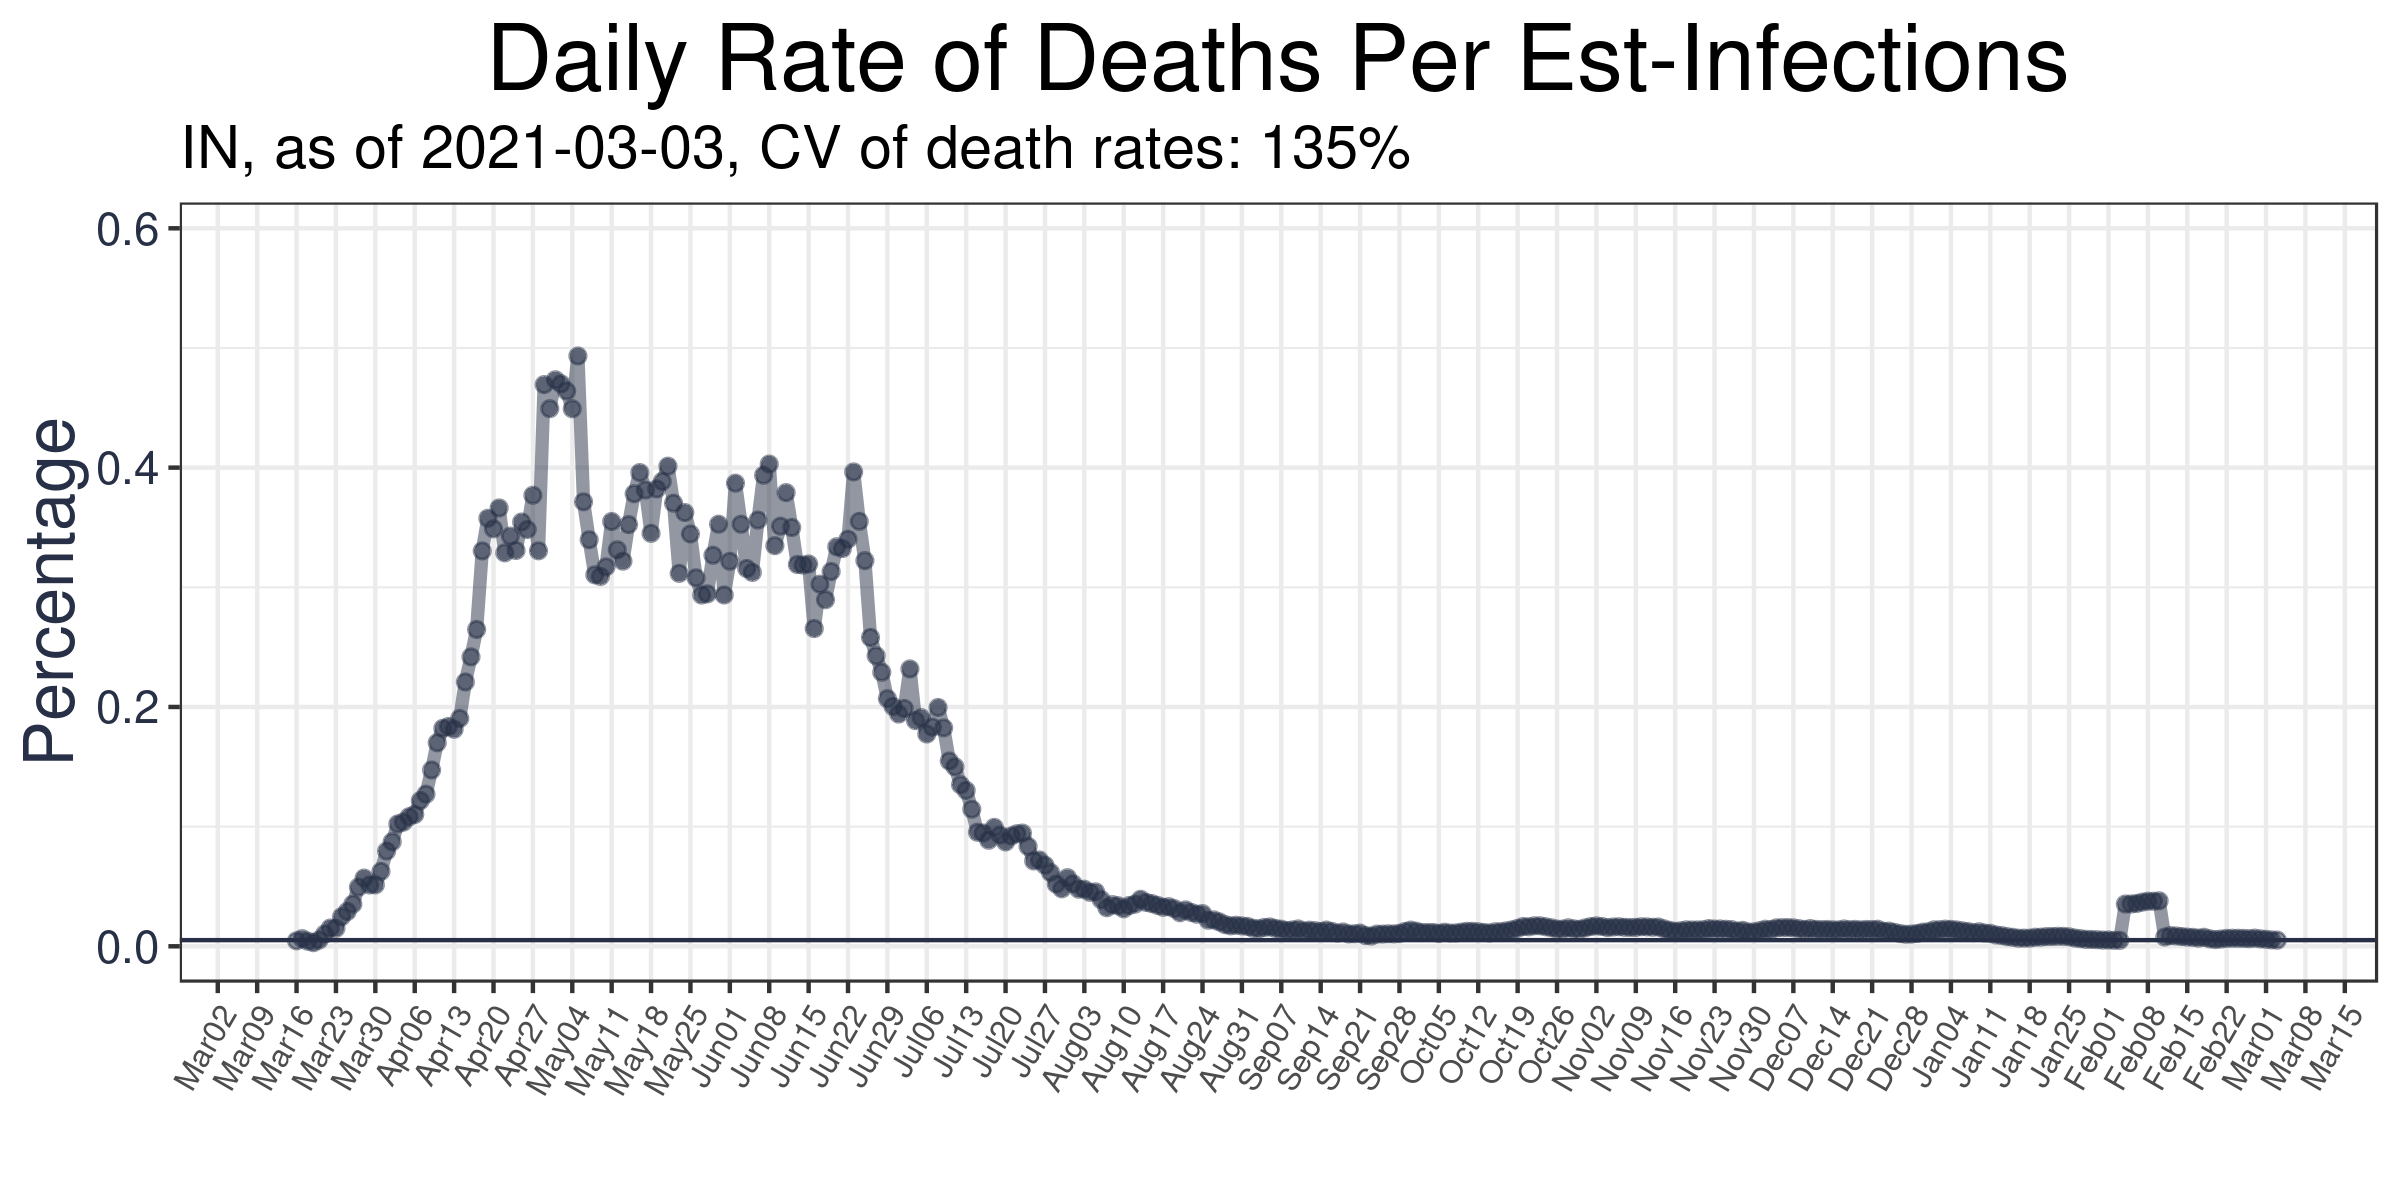 Daily Rate of Deaths Per Est-Infections
IN, as of 2021-03-03, CV of death rates: 135%
Percentage
0.6
0.4
0.2
0.0
Mar02
Mar09
Mar16
Mar23
Mar30
Apr06
Apr13
Apr20
Apr27
May04
May11
May18
May25
Jun01
Jun08
Jun15
Jun22
Jun29
Jul06
Jul13
Jul20
Jul27
Aug03
Aug10
Aug17
Aug24
Aug31
Sep07
Sep14
Sep21
Sep28
Oct05
Oct12
Oct19
Oct26
Nov02
Nov09
Nov16
Nov23
Nov30
Dec07
Dec14
Dec21
Dec28
Jan04
Jan11
Jan18
Jan25
Feb01
Feb08
Feb15
Feb22
Mar01
Mar08
Mar15